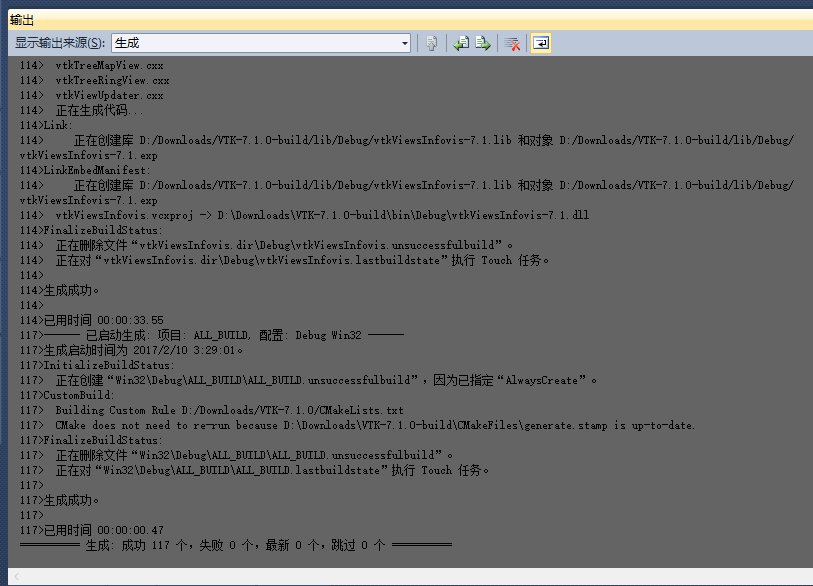 输出
显示输出来源(S): 生成
114>  vtkTreeMapView.cxx
114>  vtkTreeRingView.cxx
114>  vtkViewUpdater.cxx
114>  正在生成代码...
114>Link:
114>     正在创建库 D:/Downloads/VTK-7.1.0-build/lib/Debug/vtkViewsInfovis-7.1.lib 和对象 D:/Downloads/VTK-7.1.0-build/lib/Debug/
vtkViewsInfovis-7.1.exp
114>LinkEmbedManifest:
114>     正在创建库 D:/Downloads/VTK-7.1.0-build/lib/Debug/vtkViewsInfovis-7.1.lib 和对象 D:/Downloads/VTK-7.1.0-build/lib/Debug/
vtkViewsInfovis-7.1.exp
114>  vtkViewsInfovis.vcxproj -> D:\Downloads\VTK-7.1.0-build\bin\Debug\vtkViewsInfovis-7.1.dll
114>FinalizeBuildStatus:
114>  正在删除文件“vtkViewsInfovis.dir\Debug\vtkViewsInfovis.unsuccessfulbuild”。
114>  正在对“vtkViewsInfovis.dir\Debug\vtkViewsInfovis.lastbuildstate”执行 Touch 任务。
114>
114>生成成功。
114>
114>已用时间 00:00:33.55
117>------ 已启动生成: 项目: ALL_BUILD, 配置: Debug Win32 ------
117>生成启动时间为 2017/2/10 3:29:01。
117>InitializeBuildStatus:
117>  正在创建“Win32\Debug\ALL_BUILD\ALL_BUILD.unsuccessfulbuild”，因为已指定“AlwaysCreate”。
117>CustomBuild:
117>  Building Custom Rule D:/Downloads/VTK-7.1.0/CMakeLists.txt
117>  CMake does not need to re-run because D:\Downloads\VTK-7.1.0-build\CMakeFiles\generate.stamp is up-to-date.
117>FinalizeBuildStatus:
117>  正在删除文件“Win32\Debug\ALL_BUILD\ALL_BUILD.unsuccessfulbuild”。
117>  正在对“Win32\Debug\ALL_BUILD\ALL_BUILD.lastbuildstate”执行 Touch 任务。
117>
117>生成成功。
117>
117>已用时间 00:00:00.47
========== 生成: 成功 117 个，失败 0 个，最新 0 个，跳过 0 个 ==========